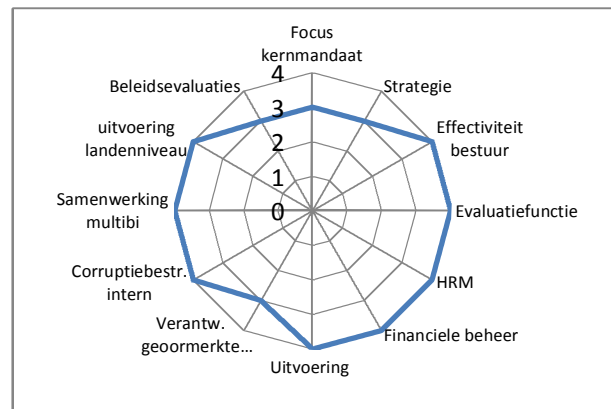 Focus
kernmandaat
Strategie
Effectiviteit
bestuur
Evaluatiefunctie
HRM
Financiele beheer
Uitvoering
Verantw.
geoormerkte...
Corruptiebestr.
intern
Samenwerking
multibi
uitvoering
landenniveau
Beleidsevaluaties
4
3
2
1
0